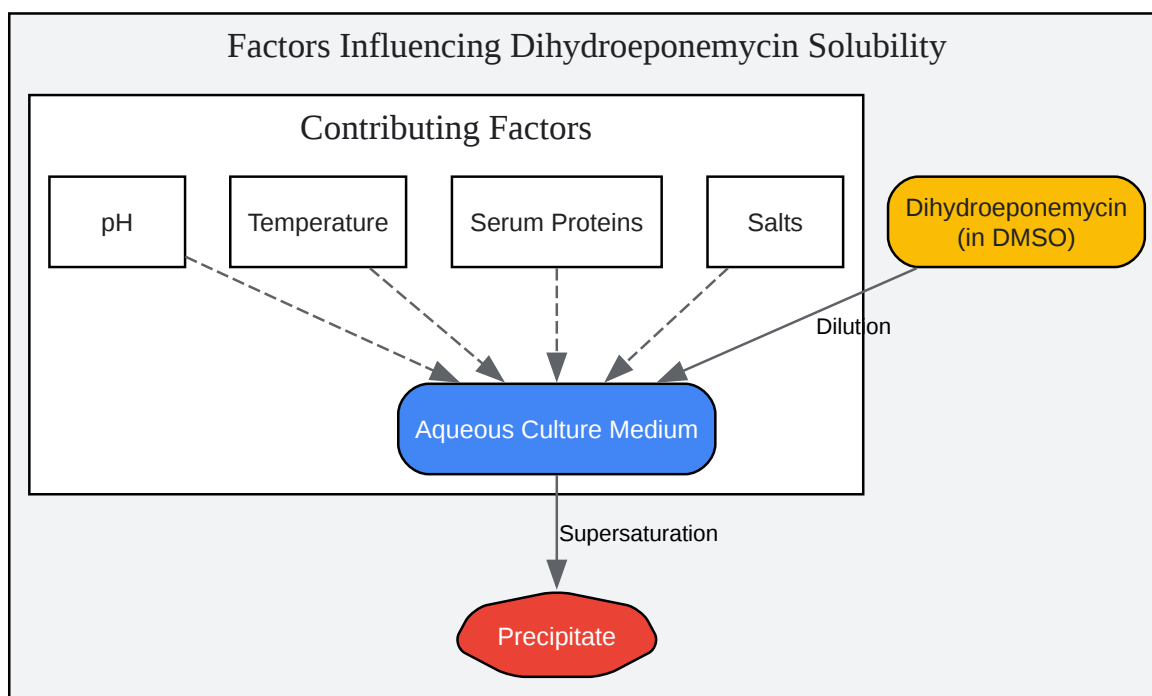 Factors Influencing Dihydroeponemycin Solubility
Contributing Factors
pH
Temperature
Serum Proteins
Salts
Dihydroeponemycin
(in DMSO)
Dilution
Aqueous Culture Medium
Supersaturation
Precipitate